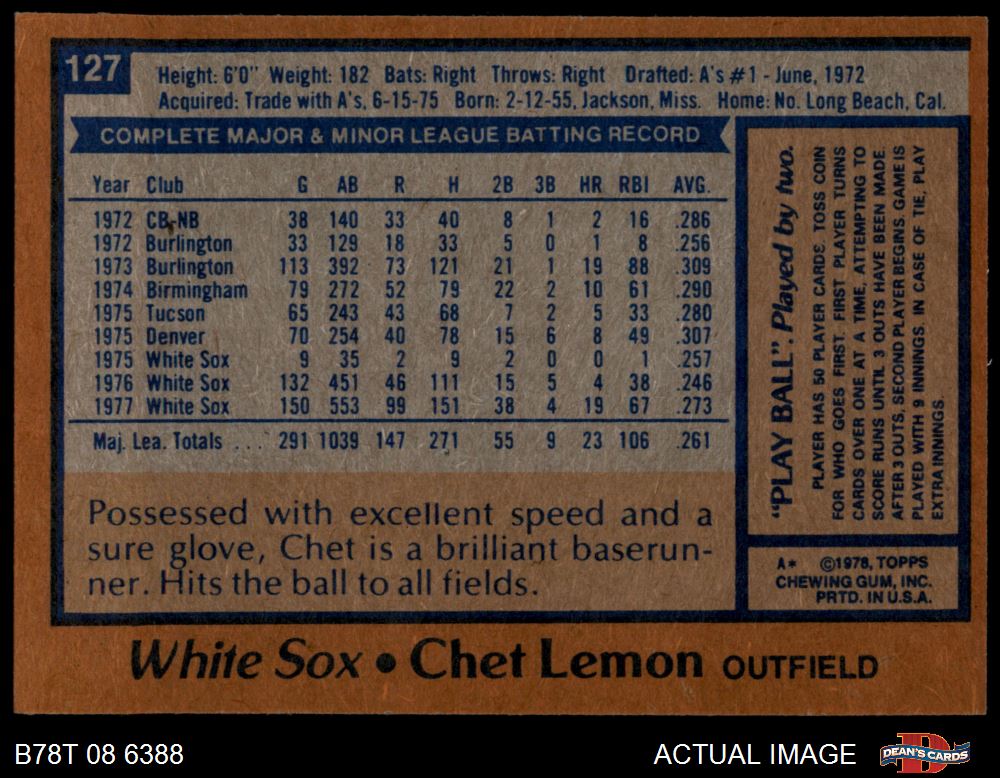 127
Height: 6'0" Weight: 182 Bats: Right Throws: Right Drafted: A's #1 - June, 1972
Acquired: Trade with A's, 6-15-75 Born: 2-12-55, Jackson, Miss. Home: No. Long Beach, Cal.
COMPLETE MAJOR & MINOR LEAGUE BATTING RECORD
Year Club G AB R H 2B 3B HR RBI AVG.
1972 CB-NB 38 140 33 40 8 1 2 16 .286
1972 Burlington 33 129 18 33 5 0 1 8 .256
1973 Burlington 113 392 73 121 21 1 19 88 .309
1974 Birmingham 79 272 52 79 22 2 10 61 .290
1975 Tucson 65 243 43 68 7 2 5 33 .280
1975 Denver 70 254 40 78 15 6 8 49 .307
1975 White Sox 9 35 2 9 2 0 0 1 .257
1976 White Sox 132 451 46 111 15 5 4 38 .246
1977 White Sox 150 553 99 151 38 4 19 67 .273
Maj. Lea. Totals . . . 291 1039 147 271 55 9 23 106 .261
Possessed with excellent speed and a
sure glove, Chet is a brilliant baserun-
ner. Hits the ball to all fields.
"PLAY BALL". Played by two.
PLAYER HAS 50 PLAYER CARDS. TOSS COIN
FOR WHO GOES FIRST. FIRST PLAYER TURNS
CARDS OVER ONE AT A TIME, ATTEMPTING TO
SCORE RUNS UNTIL 3 OUTS HAVE BEEN MADE.
AFTER 3 OUTS, SECOND PLAYER BEGINS. GAME IS
PLAYED WITH 9 INNINGS. IN CASE OF TIE, PLAY
EXTRA INNINGS.
A* ©1978, TOPPS
CHEWING GUM, INC.
PRTD. IN U.S.A.
White Sox • Chet Lemon OUTFIELD
B78T 08 6388
ACTUAL IMAGE
DEAN'S CARDS